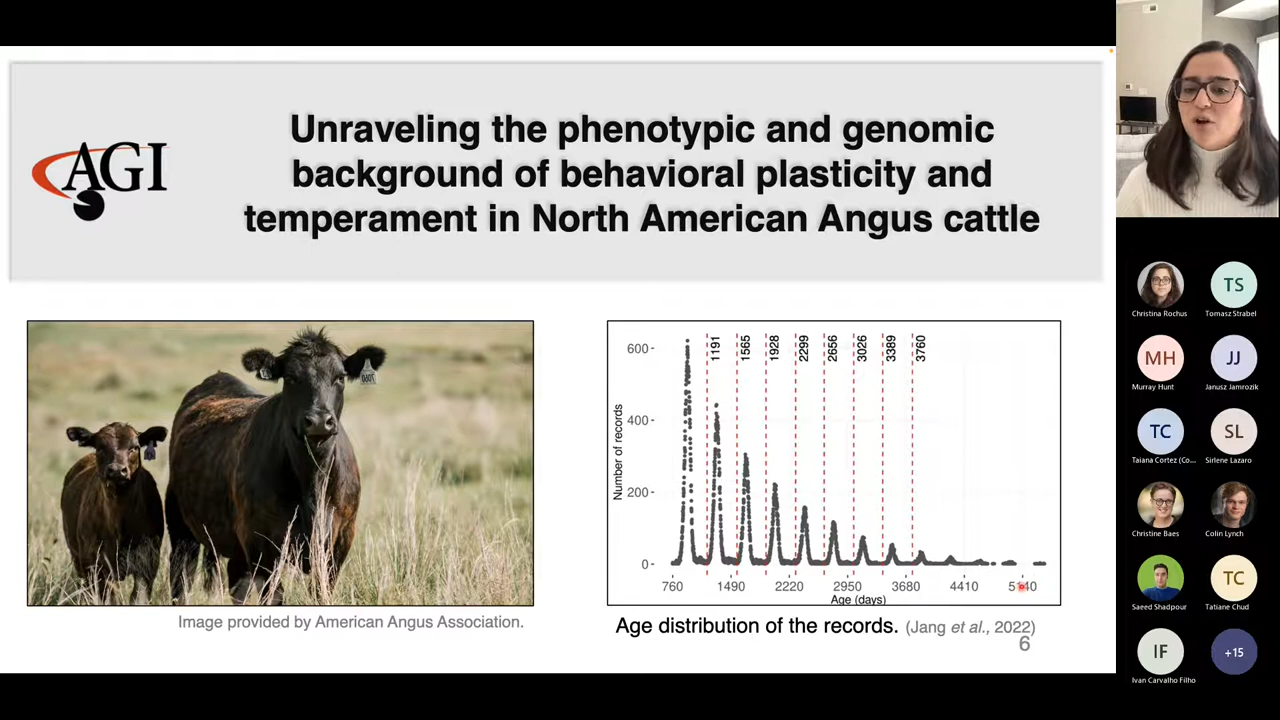 AGI
Unraveling the phenotypic and genomic
background of behavioral plasticity and
temperament in North American Angus cattle
Image provided by American Angus Association.
600
400
200
0
Number of records
1191
1565
1928
2299
2656
3026
3389
3760
760
1490
2220
2950
3680
4410
5140
Age (days)
Age distribution of the records. (Jang et al., 2022)
6
Christina Rochus
TS
Tomasz Strabel
MH
Murray Hunt
JJ
Janusz Jamrozik
TC
Taiana Cortez (Co...
SL
Sirlene Lazaro
Christine Baes
Colin Lynch
Saeed Shadpour
TC
Tatiane Chud
IF
Ivan Carvalho Filho
+15